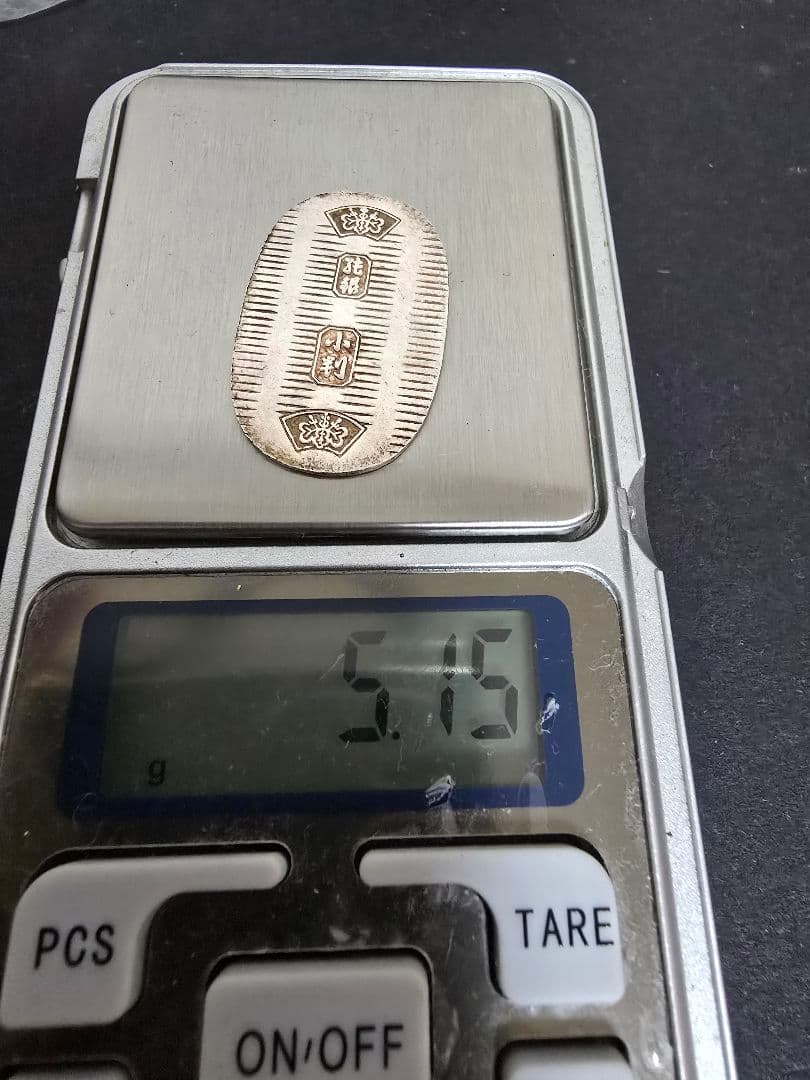 小判
5.15
g
PCS
TARE
ON/OFF